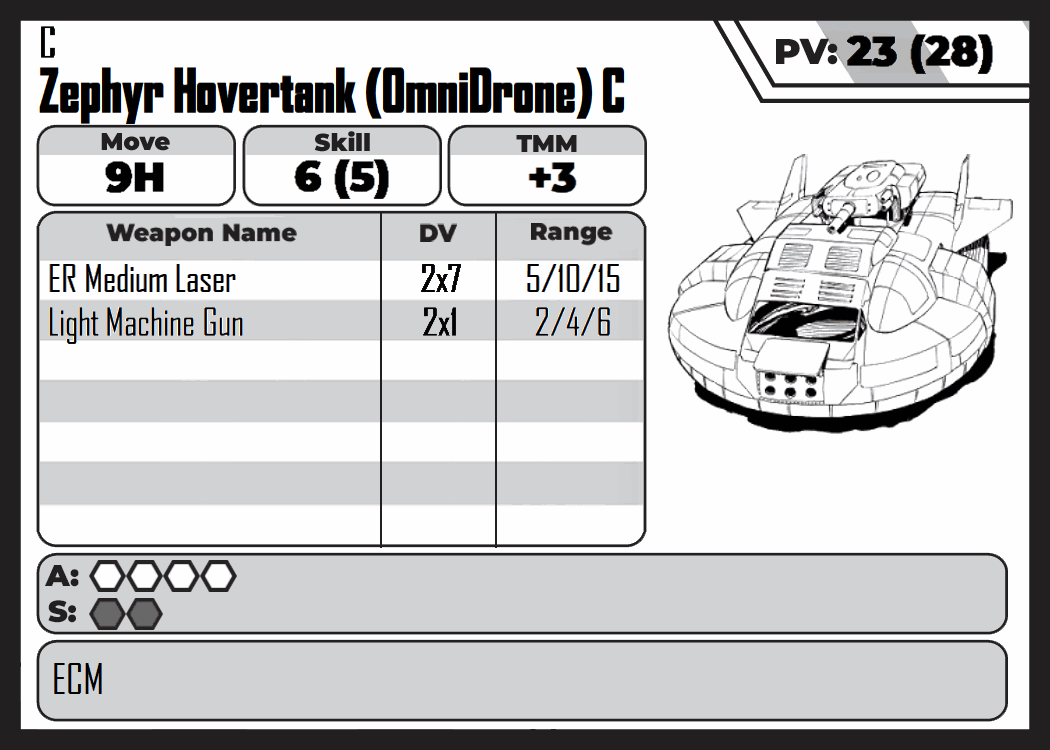 C
PV: 23 (28)
Zephyr Hovertank (OmniDrone) C
Move Skill TMM
9H 6 (5) +3
Weapon Name DV Range
ER Medium Laser 2x7 5/10/15
Light Machine Gun 2x1 2/4/6
A:
S:
ECM